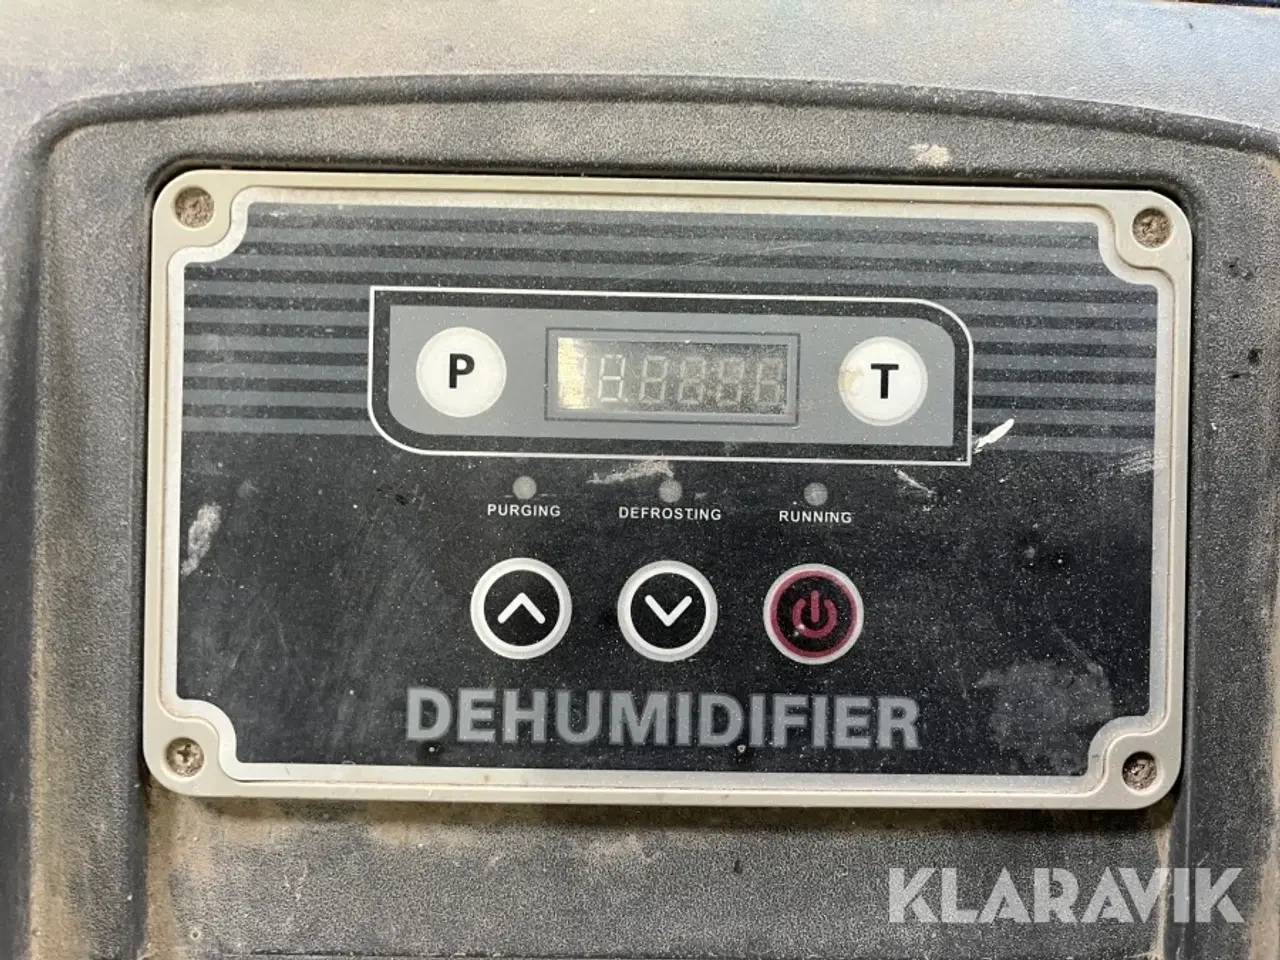 P T
PURGING DEFROSTING RUNNING
DEHUMIDIFIER
KLARAVIK